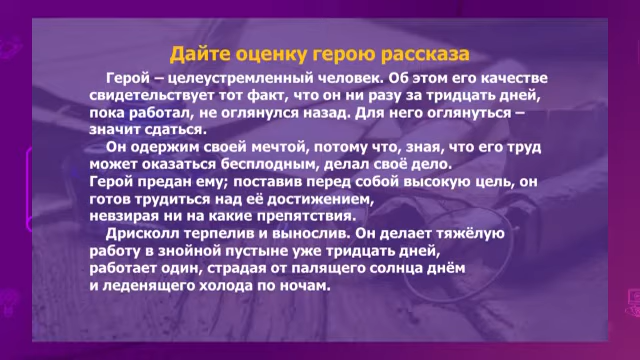 Дайте оценку герою рассказа
Герой – целеустремленный человек. Об этом его качестве
свидетельствует тот факт, что он ни разу за тридцать дней,
пока работал, не оглянулся назад. Для него оглянуться –
значит сдаться.
Он одержим своей мечтой, потому что, зная, что его труд
может оказаться бесплодным, делал своё дело.
Герой предан ему; поставив перед собой высокую цель, он
готов трудиться над её достижением,
невзирая ни на какие препятствия.
Дрисколл терпелив и вынослив. Он делает тяжёлую
работу в знойной пустыне уже тридцать дней,
работает один, страдая от палящего солнца днём
и леденящего холода по ночам.